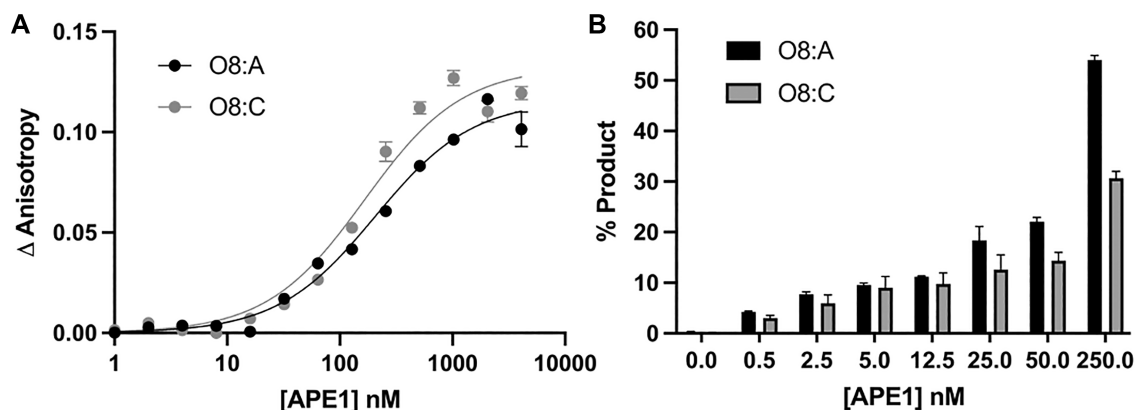 A
0.15
0.10
0.05
0.00
Δ Anisotropy
O8:A
O8:C
1
10
100
1000
10000
[APE1] nM
B
60
50
40
30
20
10
0
% Product
O8:A
O8:C
0.0
0.5
2.5
5.0
12.5
25.0
50.0
250.0
[APE1] nM